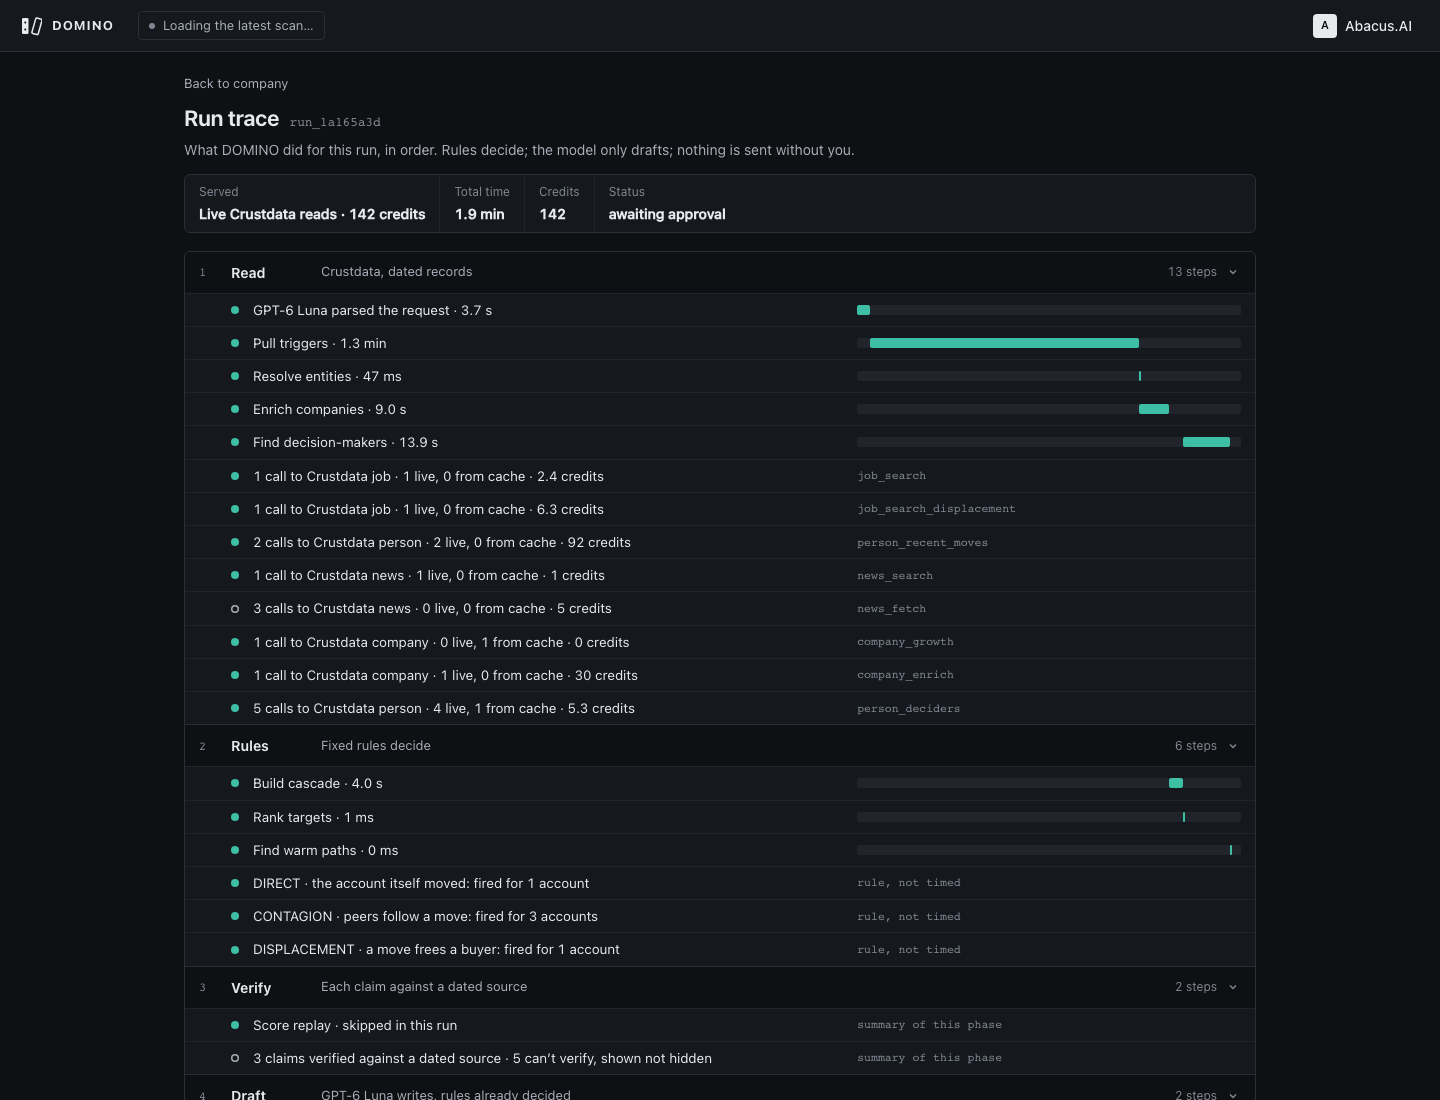 DOMINO
Loading the latest scan...
A
Abacus.AI
Back to company
Run trace run_1a165a3d
What DOMINO did for this run, in order. Rules decide; the model only drafts; nothing is sent without you.
Served
Total time
Credits
Status
Live Crustdata reads · 142 credits
1.9 min
142
awaiting approval
1 Read Crustdata, dated records 13 steps
GPT-6 Luna parsed the request · 3.7 s
Pull triggers · 1.3 min
Resolve entities · 47 ms
Enrich companies · 9.0 s
Find decision-makers · 13.9 s
1 call to Crustdata job · 1 live, 0 from cache · 2.4 credits job_search
1 call to Crustdata job · 1 live, 0 from cache · 6.3 credits job_search_displacement
2 calls to Crustdata person · 2 live, 0 from cache · 92 credits person_recent_moves
1 call to Crustdata news · 1 live, 0 from cache · 1 credits news_search
3 calls to Crustdata news · 0 live, 0 from cache · 5 credits news_fetch
1 call to Crustdata company · 0 live, 1 from cache · 0 credits company_growth
1 call to Crustdata company · 1 live, 0 from cache · 30 credits company_enrich
5 calls to Crustdata person · 4 live, 1 from cache · 5.3 credits person_deciders
2 Rules Fixed rules decide 6 steps
Build cascade · 4.0 s
Rank targets · 1 ms
Find warm paths · 0 ms
DIRECT · the account itself moved: fired for 1 account rule, not timed
CONTAGION · peers follow a move: fired for 3 accounts rule, not timed
DISPLACEMENT · a move frees a buyer: fired for 1 account rule, not timed
3 Verify Each claim against a dated source 2 steps
Score replay · skipped in this run summary of this phase
3 claims verified against a dated source · 5 can't verify, shown not hidden summary of this phase
4 Draft GPT-6 Luna writes, rules already decided 2 steps